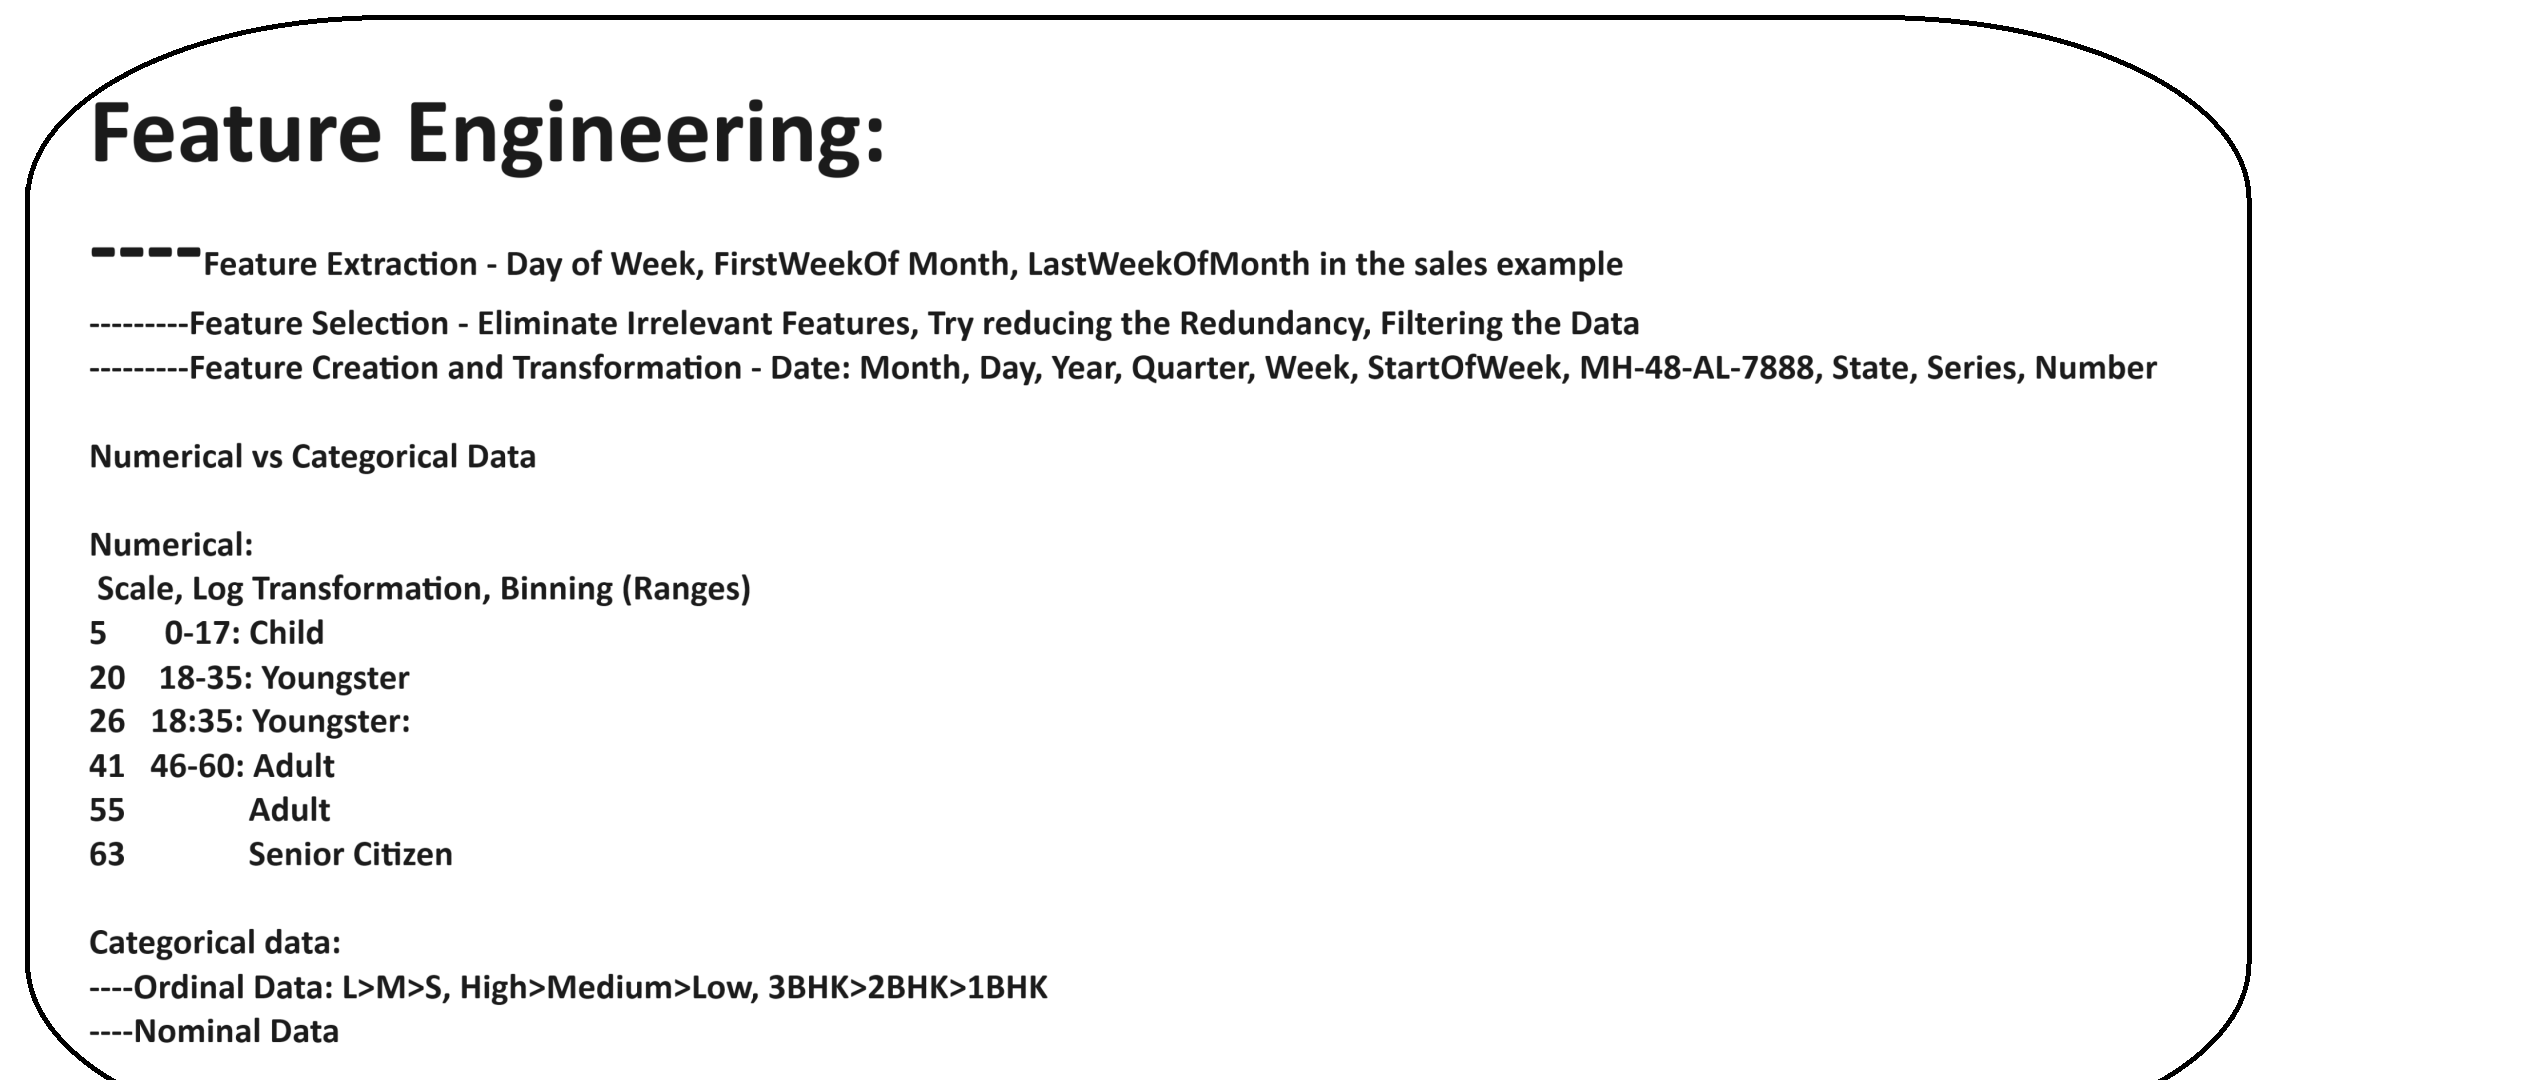 Feature Engineering:
----Feature Extraction - Day of Week, FirstWeekOf Month, LastWeekOfMonth in the sales example
---------Feature Selection - Eliminate Irrelevant Features, Try reducing the Redundancy, Filtering the Data
---------Feature Creation and Transformation - Date: Month, Day, Year, Quarter, Week, StartOfWeek, MH-48-AL-7888, State, Series, Number
Numerical vs Categorical Data
Numerical:
Scale, Log Transformation, Binning (Ranges)
5 0-17: Child
20 18-35: Youngster
26 18:35: Youngster:
41 46-60: Adult
55 Adult
63 Senior Citizen
Categorical data:
----Ordinal Data: L>M>S, High>Medium>Low, 3BHK>2BHK>1BHK
----Nominal Data